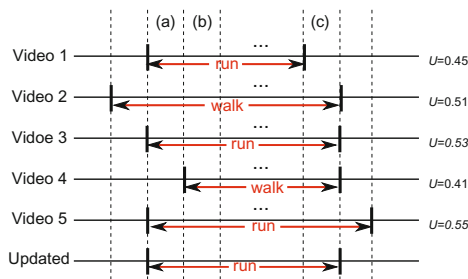 (a) (b) (c)
Video 1 ... run U=0.45
Video 2 ... walk U=0.51
Vidoe 3 ... run U=0.53
Video 4 ... walk U=0.41
Video 5 ... run U=0.55
Updated run